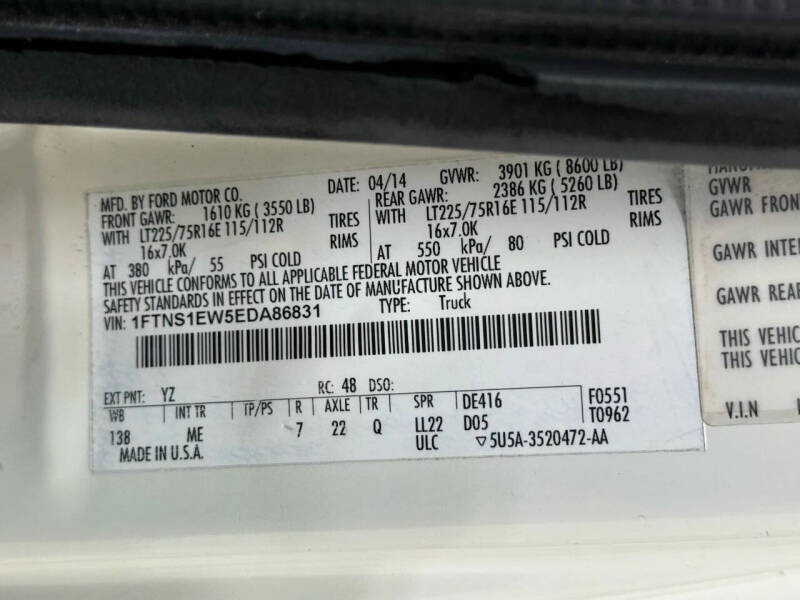 MFD. BY FORD MOTOR CO.
DATE: 04/14 GVWR: 3901 KG ( 8600 LB)
FRONT GAWR: 1610 KG ( 3550 LB) REAR GAWR: 2386 KG ( 5260 LB)
WITH LT225/75R16E 115/112R TIRES WITH LT225/75R16E 115/112R TIRES
16x7.0K RIMS 16x7.0K RIMS
AT 380 kPa/ 55 PSI COLD AT 550 kPa/ 80 PSI COLD
THIS VEHICLE CONFORMS TO ALL APPLICABLE FEDERAL MOTOR VEHICLE
SAFETY STANDARDS IN EFFECT ON THE DATE OF MANUFACTURE SHOWN ABOVE.
VIN: 1FTNS1EW5EDA86831 TYPE: Truck
EXT PNT: YZ RC: 48 DSO:
WB INT TR TP/PS R AXLE TR SPR DE416 F0551
138 ME 7 22 Q LL22 D05 T0962
MADE IN U.S.A. ULC ▽5U5A-3520472-AA
GVWR
GAWR FRON
GAWR INTE
GAWR REAR
THIS VEHIC
THIS VEHIC
V.I.N